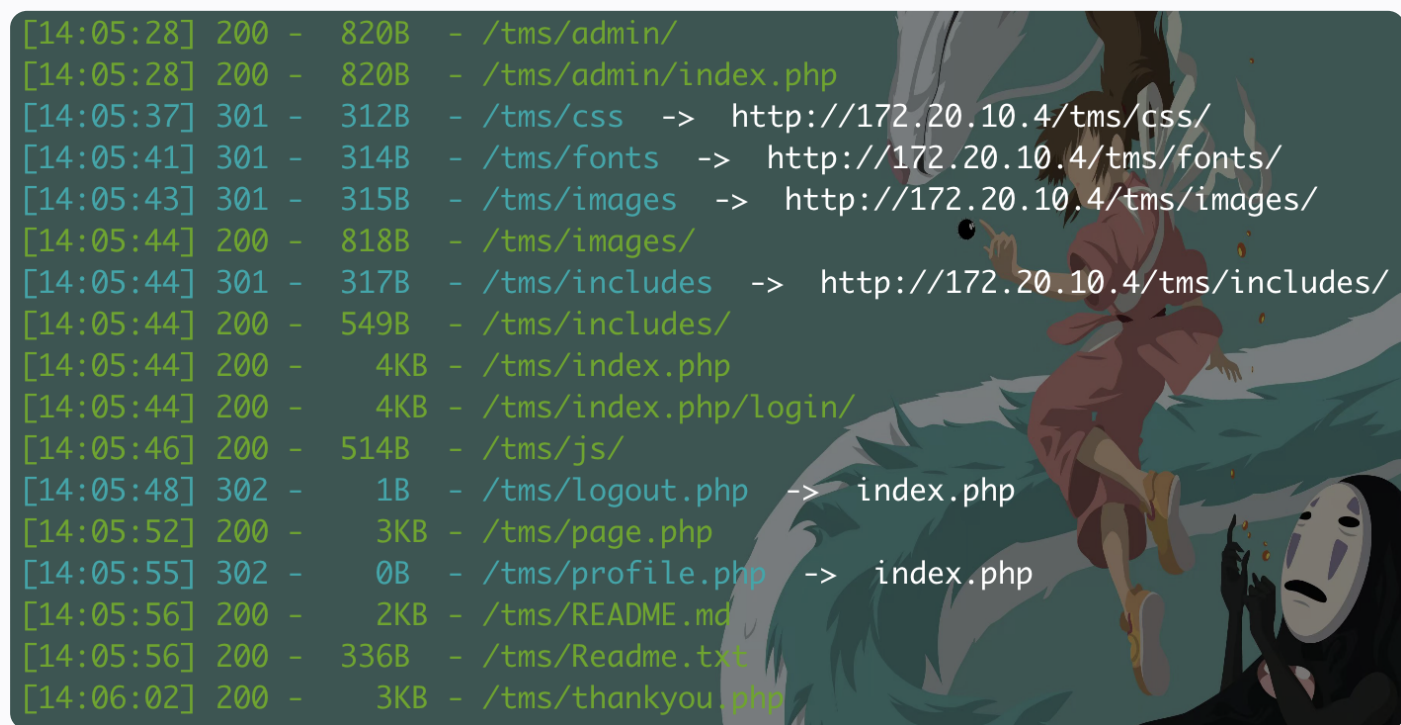 [14:05:28] 200 -  820B  - /tms/admin/
[14:05:28] 200 -  820B  - /tms/admin/index.php
[14:05:37] 301 -  312B  - /tms/css  ->  http://172.20.10.4/tms/css/
[14:05:41] 301 -  314B  - /tms/fonts  ->  http://172.20.10.4/tms/fonts/
[14:05:43] 301 -  315B  - /tms/images  ->  http://172.20.10.4/tms/images/
[14:05:44] 200 -  818B  - /tms/images/
[14:05:44] 301 -  317B  - /tms/includes  ->  http://172.20.10.4/tms/includes/
[14:05:44] 200 -  549B  - /tms/includes/
[14:05:44] 200 -    4KB - /tms/index.php
[14:05:44] 200 -    4KB - /tms/index.php/login/
[14:05:46] 200 -  514B  - /tms/js/
[14:05:48] 302 -    1B  - /tms/logout.php  ->  index.php
[14:05:52] 200 -    3KB - /tms/page.php
[14:05:55] 302 -    0B  - /tms/profile.php  ->  index.php
[14:05:56] 200 -    2KB - /tms/README.md
[14:05:56] 200 -  336B  - /tms/Readme.txt
[14:06:02] 200 -    3KB - /tms/thankyou.php